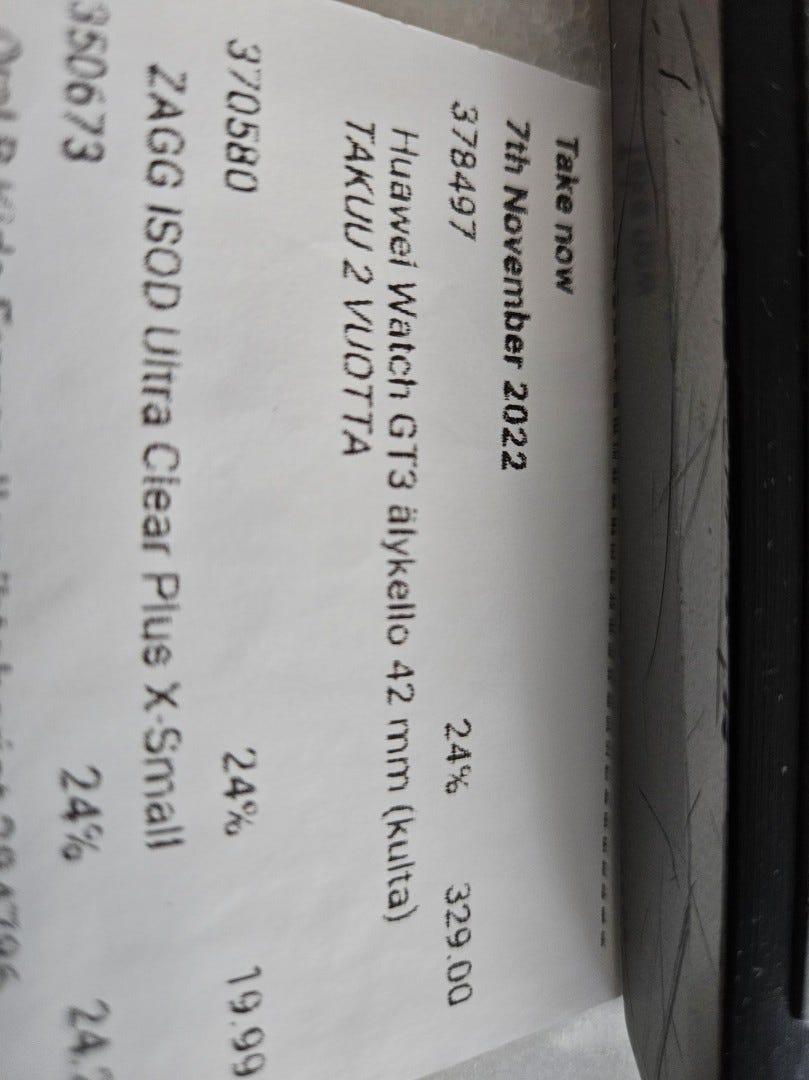 Take now
7th November 2022
378497 24% 329.00
Huawei Watch GT3 älykello 42 mm (kulta)
TAKUU 2 VUOTTA
370580 24% 19.99
ZAGG ISOD Ultra Clear Plus X-Small
350673 24%